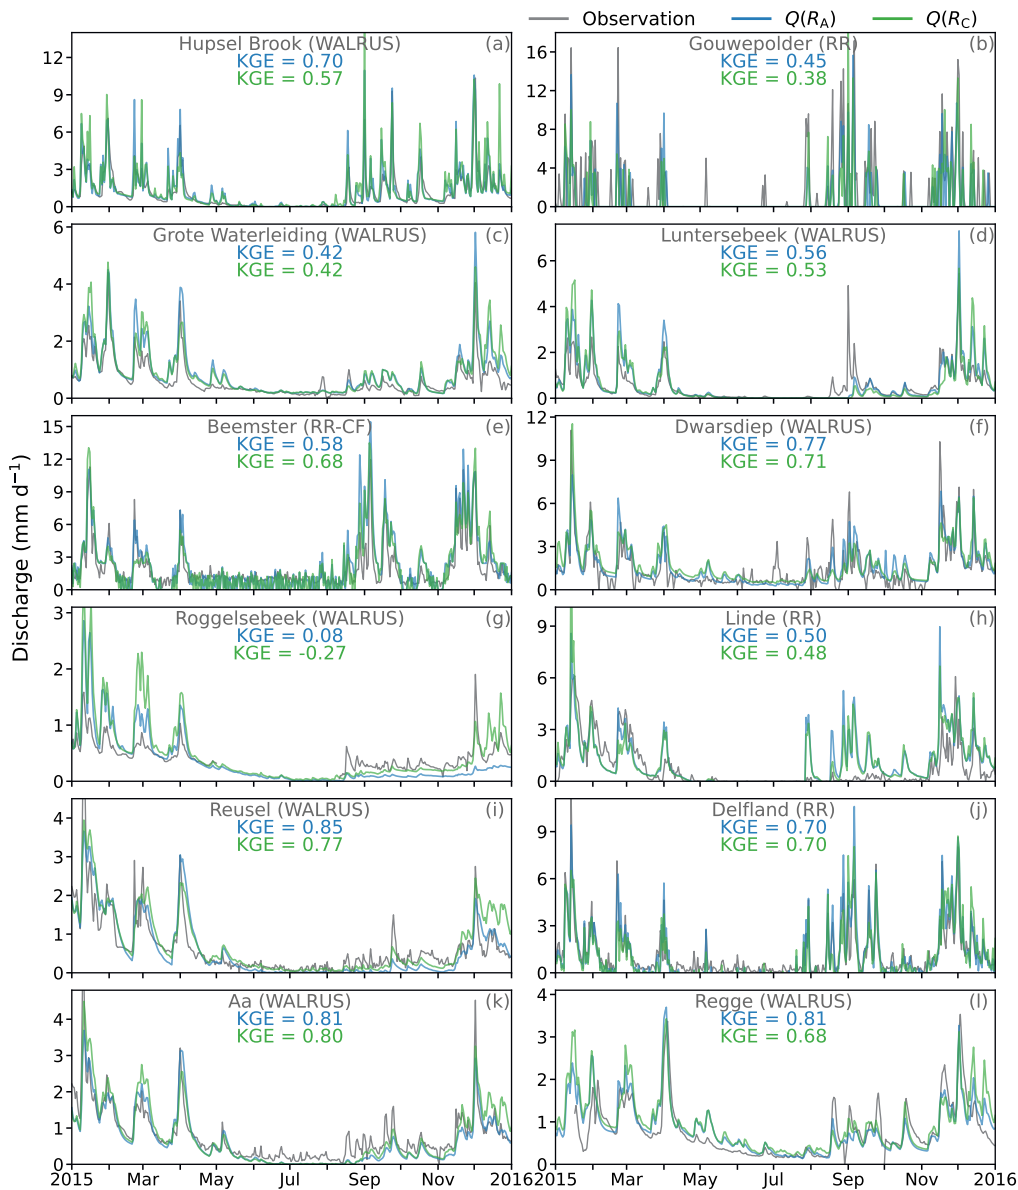 Observation Q(R_A) Q(R_C)
Hupsel Brook (WALRUS) (a)
KGE = 0.70
KGE = 0.57
12
9
6
3
0
Gouwepolder (RR) (b)
KGE = 0.45
KGE = 0.38
16
12
8
4
0
Grote Waterleiding (WALRUS) (c)
KGE = 0.42
KGE = 0.42
6
4
2
0
Luntersebeek (WALRUS) (d)
KGE = 0.56
KGE = 0.53
6
4
2
0
Beemster (RR-CF) (e)
KGE = 0.58
KGE = 0.68
15
12
9
6
3
0
Dwarsdiep (WALRUS) (f)
KGE = 0.77
KGE = 0.71
12
9
6
3
0
Discharge (mm d⁻¹)
Roggelsebeek (WALRUS) (g)
KGE = 0.08
KGE = -0.27
3
2
1
0
Linde (RR) (h)
KGE = 0.50
KGE = 0.48
9
6
3
0
Reusel (WALRUS) (i)
KGE = 0.85
KGE = 0.77
4
3
2
1
0
Delfland (RR) (j)
KGE = 0.70
KGE = 0.70
9
6
3
0
Aa (WALRUS) (k)
KGE = 0.81
KGE = 0.80
4
3
2
1
0
Regge (WALRUS) (l)
KGE = 0.81
KGE = 0.68
4
3
2
1
0
2015 Mar May Jul Sep Nov 2016
2015 Mar May Jul Sep Nov 2016